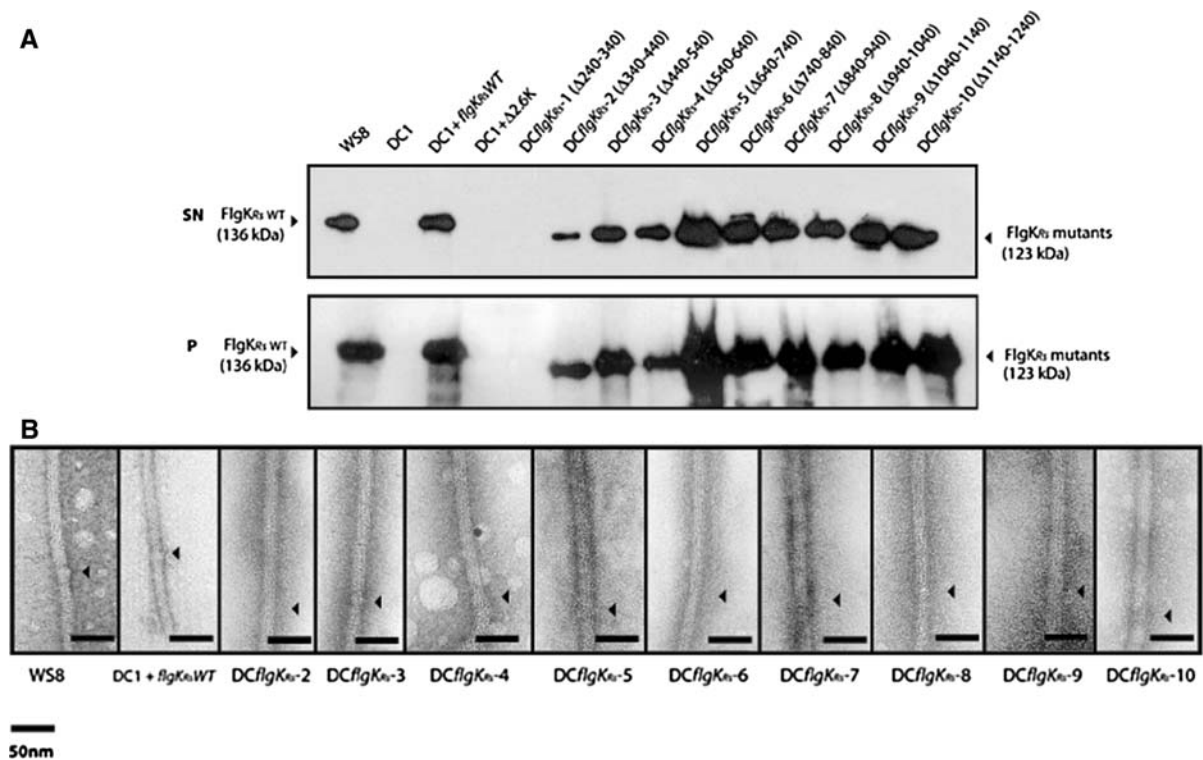 A
WS8
DC1
DC1 + flgKRsWT
DC1 + Δ2.6K
DCflgKRs-1 (Δ240-340)
DCflgKRs-2 (Δ340-440)
DCflgKRs-3 (Δ440-540)
DCflgKRs-4 (Δ540-640)
DCflgKRs-5 (Δ640-740)
DCflgKRs-6 (Δ740-840)
DCflgKRs-7 (Δ840-940)
DCflgKRs-8 (Δ940-1040)
DCflgKRs-9 (Δ1040-1140)
DCflgKRs-10 (Δ1140-1240)
SN
FlgKRs WT
(136 kDa)
FlgKRs mutants
(123 kDa)
P
FlgKRs WT
(136 kDa)
FlgKRs mutants
(123 kDa)
B
WS8
DC1 + flgKRsWT
DCflgKRs-2
DCflgKRs-3
DCflgKRs-4
DCflgKRs-5
DCflgKRs-6
DCflgKRs-7
DCflgKRs-8
DCflgKRs-9
DCflgKRs-10
50nm